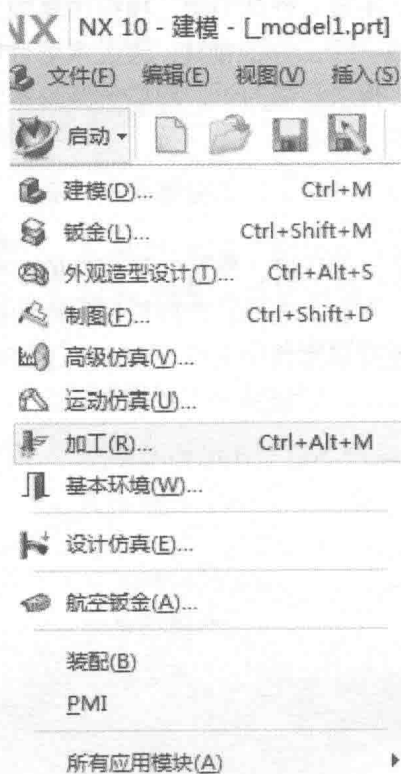 NX NX 10 - 建模 - [_model1.prt]
文件(F) 编辑(E) 视图(V) 插入(S)
启动
建模(D)... Ctrl+M
钣金(L)... Ctrl+Shift+M
外观造型设计(T)... Ctrl+Alt+S
制图(F)... Ctrl+Shift+D
高级仿真(V)...
运动仿真(U)...
加工(R)... Ctrl+Alt+M
基本环境(W)...
设计仿真(E)...
航空钣金(A)...
装配(B)
PMI
所有应用模块(A)